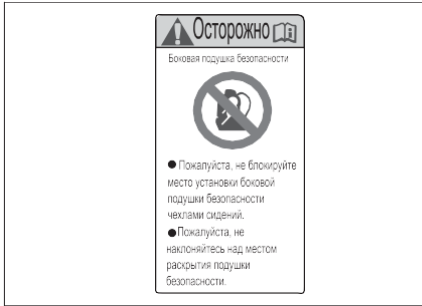 Осторожно
Боковая подушка безопасности
● Пожалуйста, не блокируйте
место установки боковой
подушки безопасности
чехлами сидений.
●Пожалуйста, не
наклоняйтесь над местом
раскрытия подушки
безопасности.